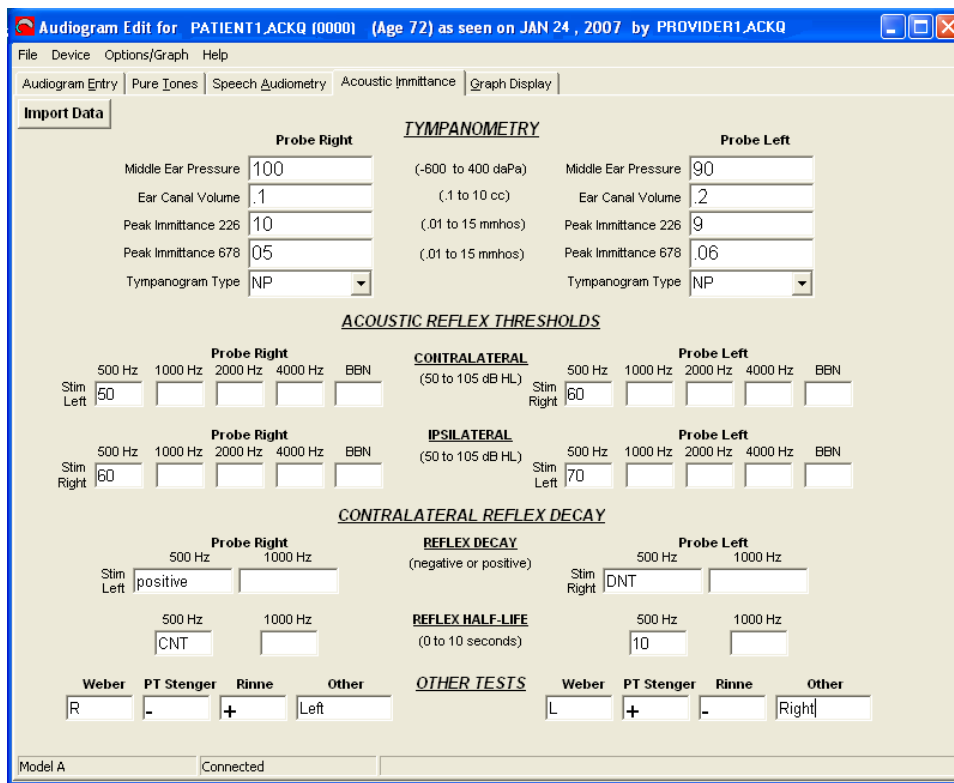 Audiogram Edit for PATIENT1,ACKQ (0000) (Age 72) as seen on JAN 24 , 2007 by PROVIDER1,ACKQ
File Device Options/Graph Help
Audiogram Entry Pure Tones Speech Audiometry Acoustic Immittance Graph Display
Import Data
TYMPANOMETRY
Probe Right Probe Left
Middle Ear Pressure 100 (-600 to 400 daPa) Middle Ear Pressure 90
Ear Canal Volume .1 (.1 to 10 cc) Ear Canal Volume .2
Peak Immittance 226 10 (.01 to 15 mmhos) Peak Immittance 226 9
Peak Immittance 678 05 (.01 to 15 mmhos) Peak Immittance 678 .06
Tympanogram Type NP Tympanogram Type NP
ACOUSTIC REFLEX THRESHOLDS
Probe Right CONTRALATERAL Probe Left
500 Hz 1000 Hz 2000 Hz 4000 Hz BBN (50 to 105 dB HL) 500 Hz 1000 Hz 2000 Hz 4000 Hz BBN
Stim Left 50 Stim Right 60
Probe Right IPSILATERAL Probe Left
500 Hz 1000 Hz 2000 Hz 4000 Hz BBN (50 to 105 dB HL) 500 Hz 1000 Hz 2000 Hz 4000 Hz BBN
Stim Right 60 Stim Left 70
CONTRALATERAL REFLEX DECAY
Probe Right REFLEX DECAY Probe Left
500 Hz 1000 Hz (negative or positive) 500 Hz 1000 Hz
Stim Left positive Stim Right DNT
500 Hz 1000 Hz REFLEX HALF-LIFE 500 Hz 1000 Hz
CNT (0 to 10 seconds) 10
Weber PT Stenger Rinne Other OTHER TESTS Weber PT Stenger Rinne Other
R - + Left L + - Right
Model A Connected